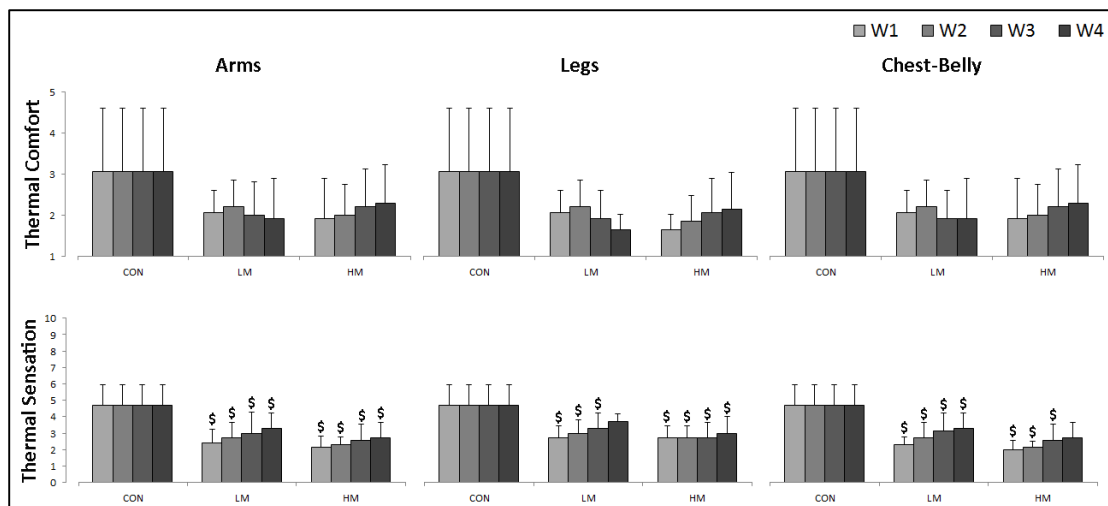 W1 W2 W3 W4
Arms Legs Chest-Belly
Thermal Comfort
5
4
3
2
1
CON LM HM CON LM HM CON LM HM
Thermal Sensation
10
9
8
7
6
5
4
3
2
1
0
$ $ $ $ $ $ $ $ $ $ $ $ $ $ $ $ $ $ $ $ $ $
CON LM HM CON LM HM CON LM HM